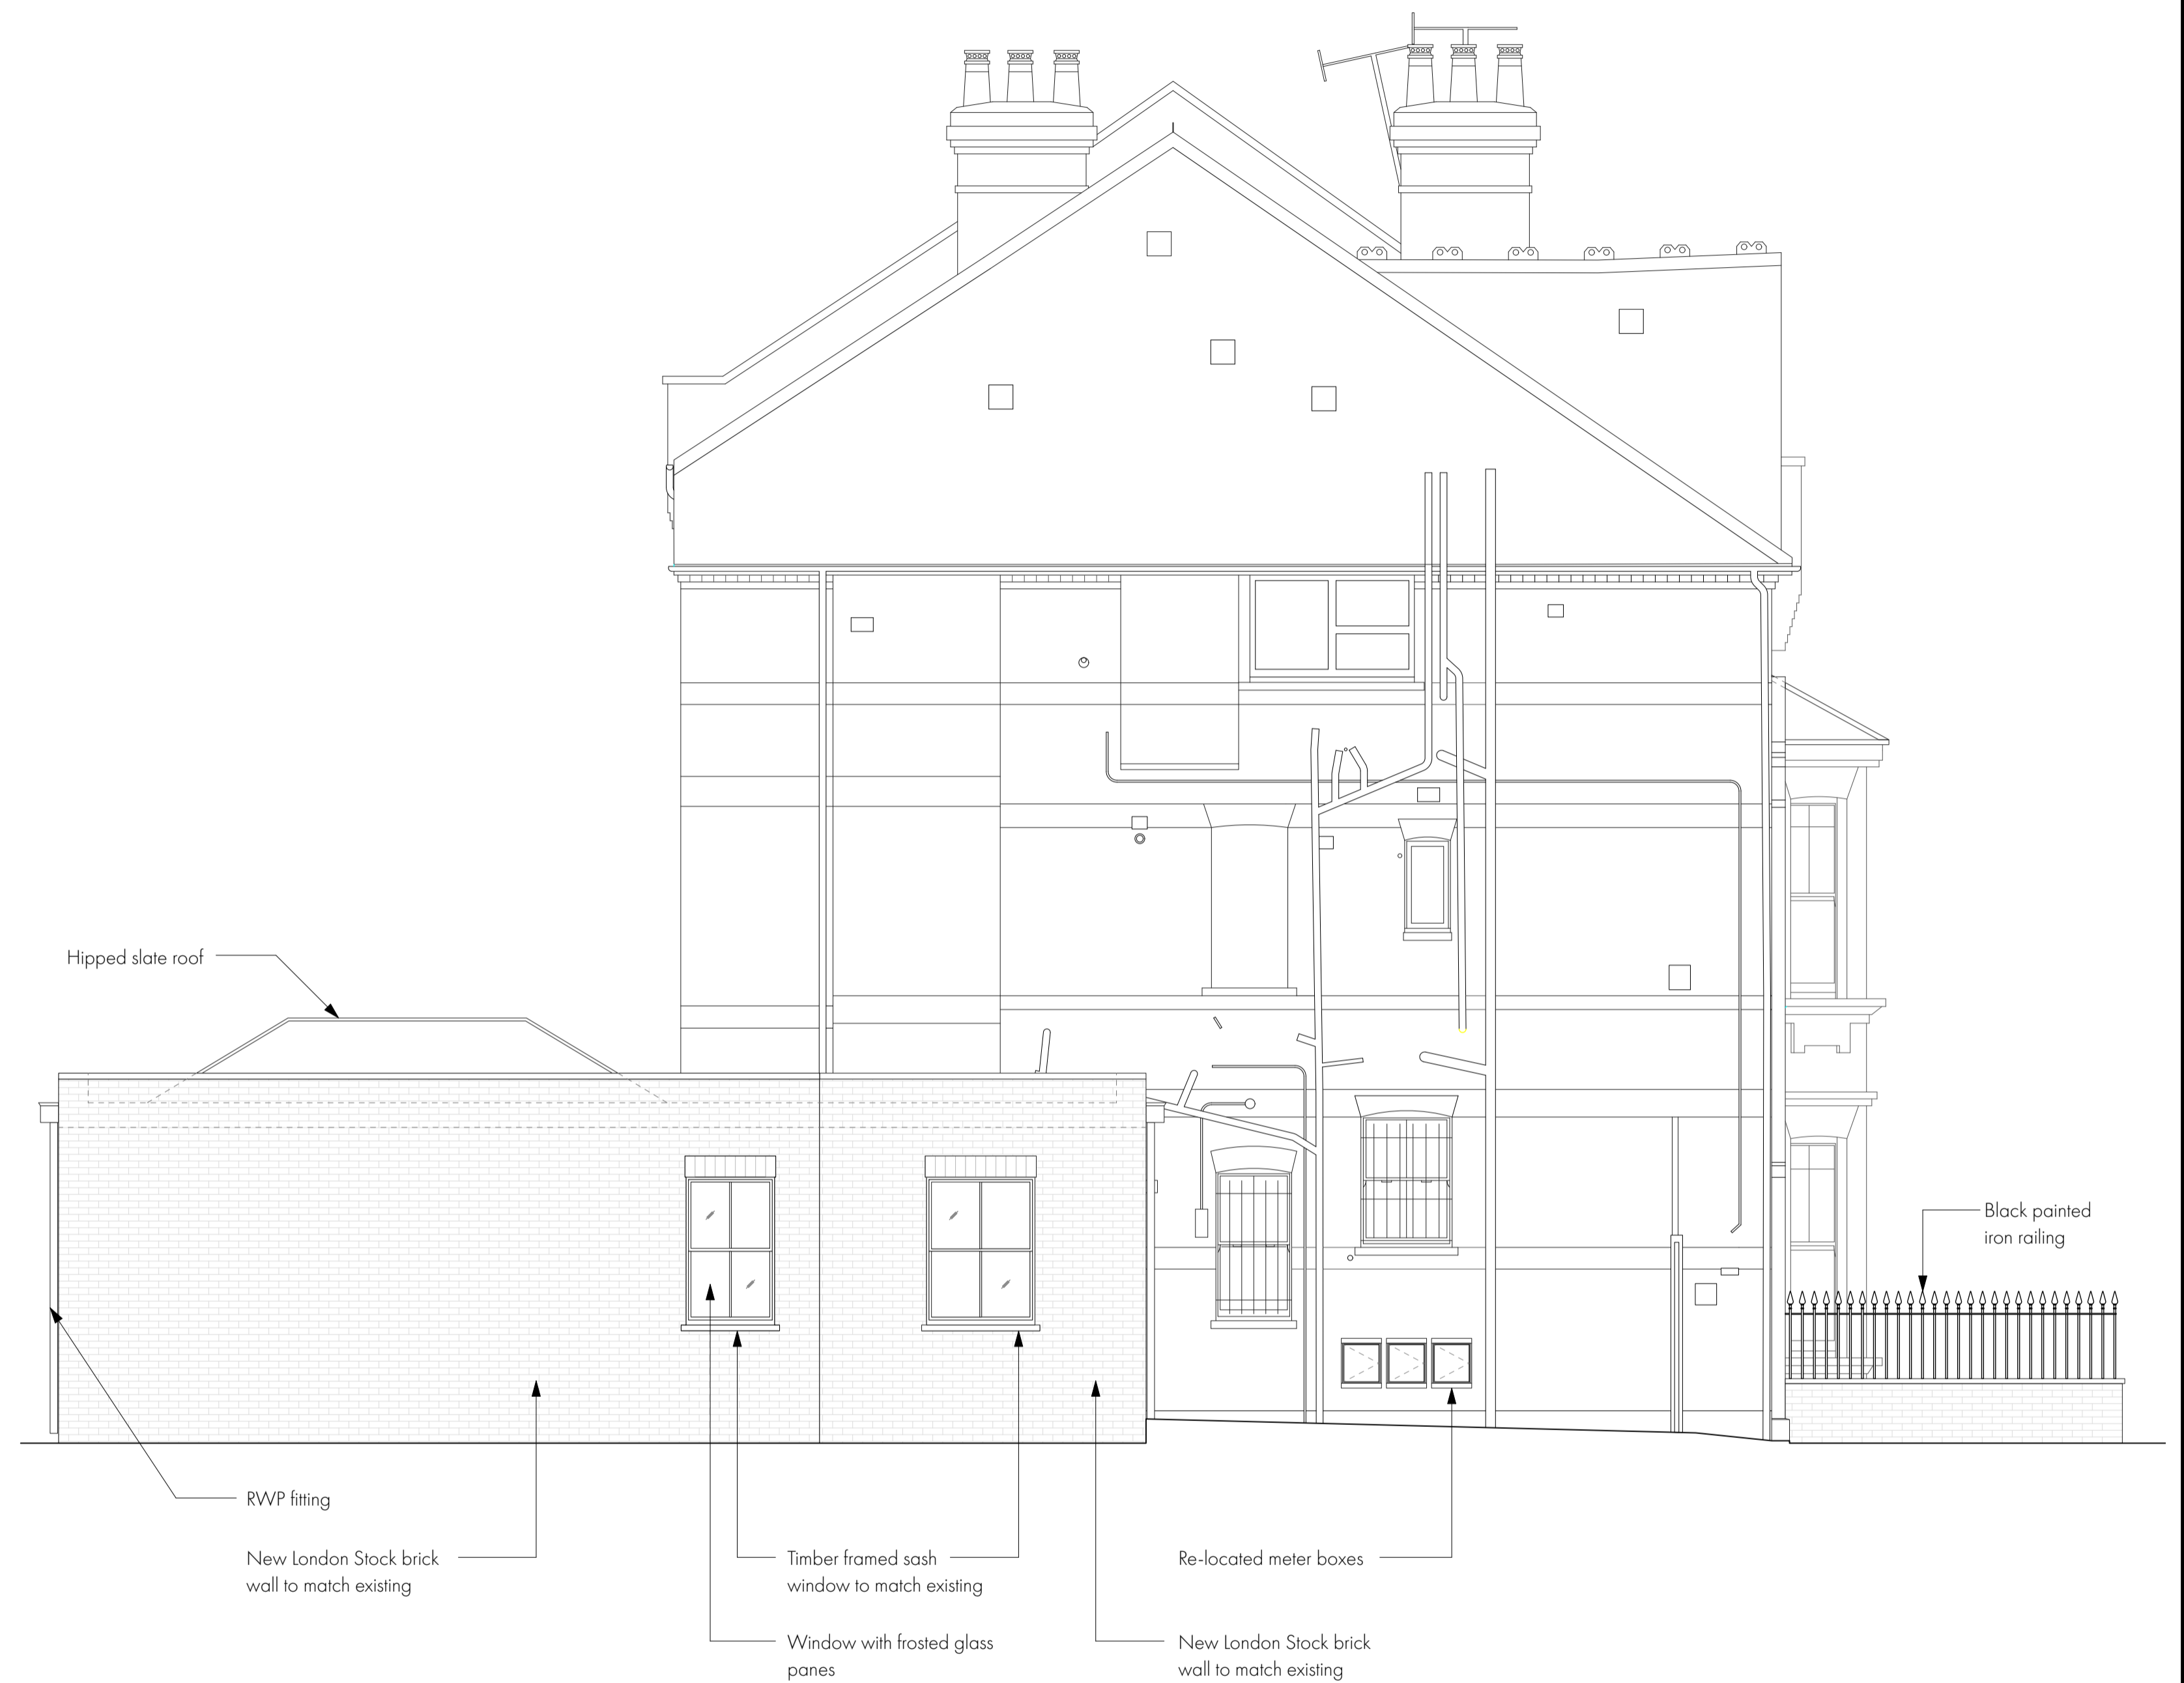 Hipped slate roof
Black painted
iron railing
RWP fitting
New London Stock brick
wall to match existing
Timber framed sash
window to match existing
Re-located meter boxes
Window with frosted glass
panes
New London Stock brick
wall to match existing